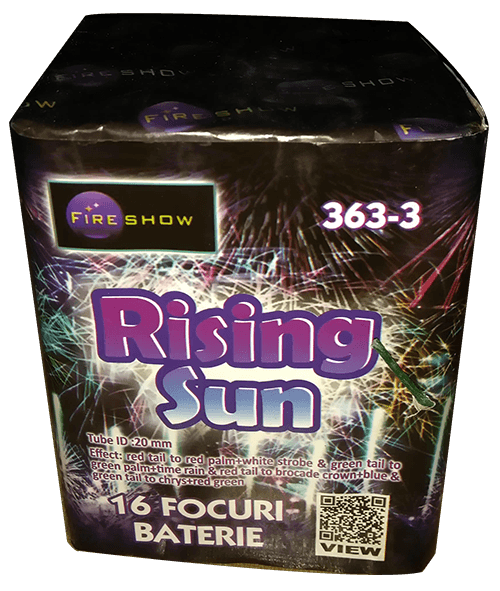 FIRESHOW
FIRESHOW
F
FIRESHOW
363-3
Rising
Sun
Tube ID :20 mm
Effect: red tail to red palm+white strobe & green tail to
green palm+time rain & red tail to brocade crown+blue &
green tail to chrys+red green
16 FOCURI-
BATERIE
VIEW